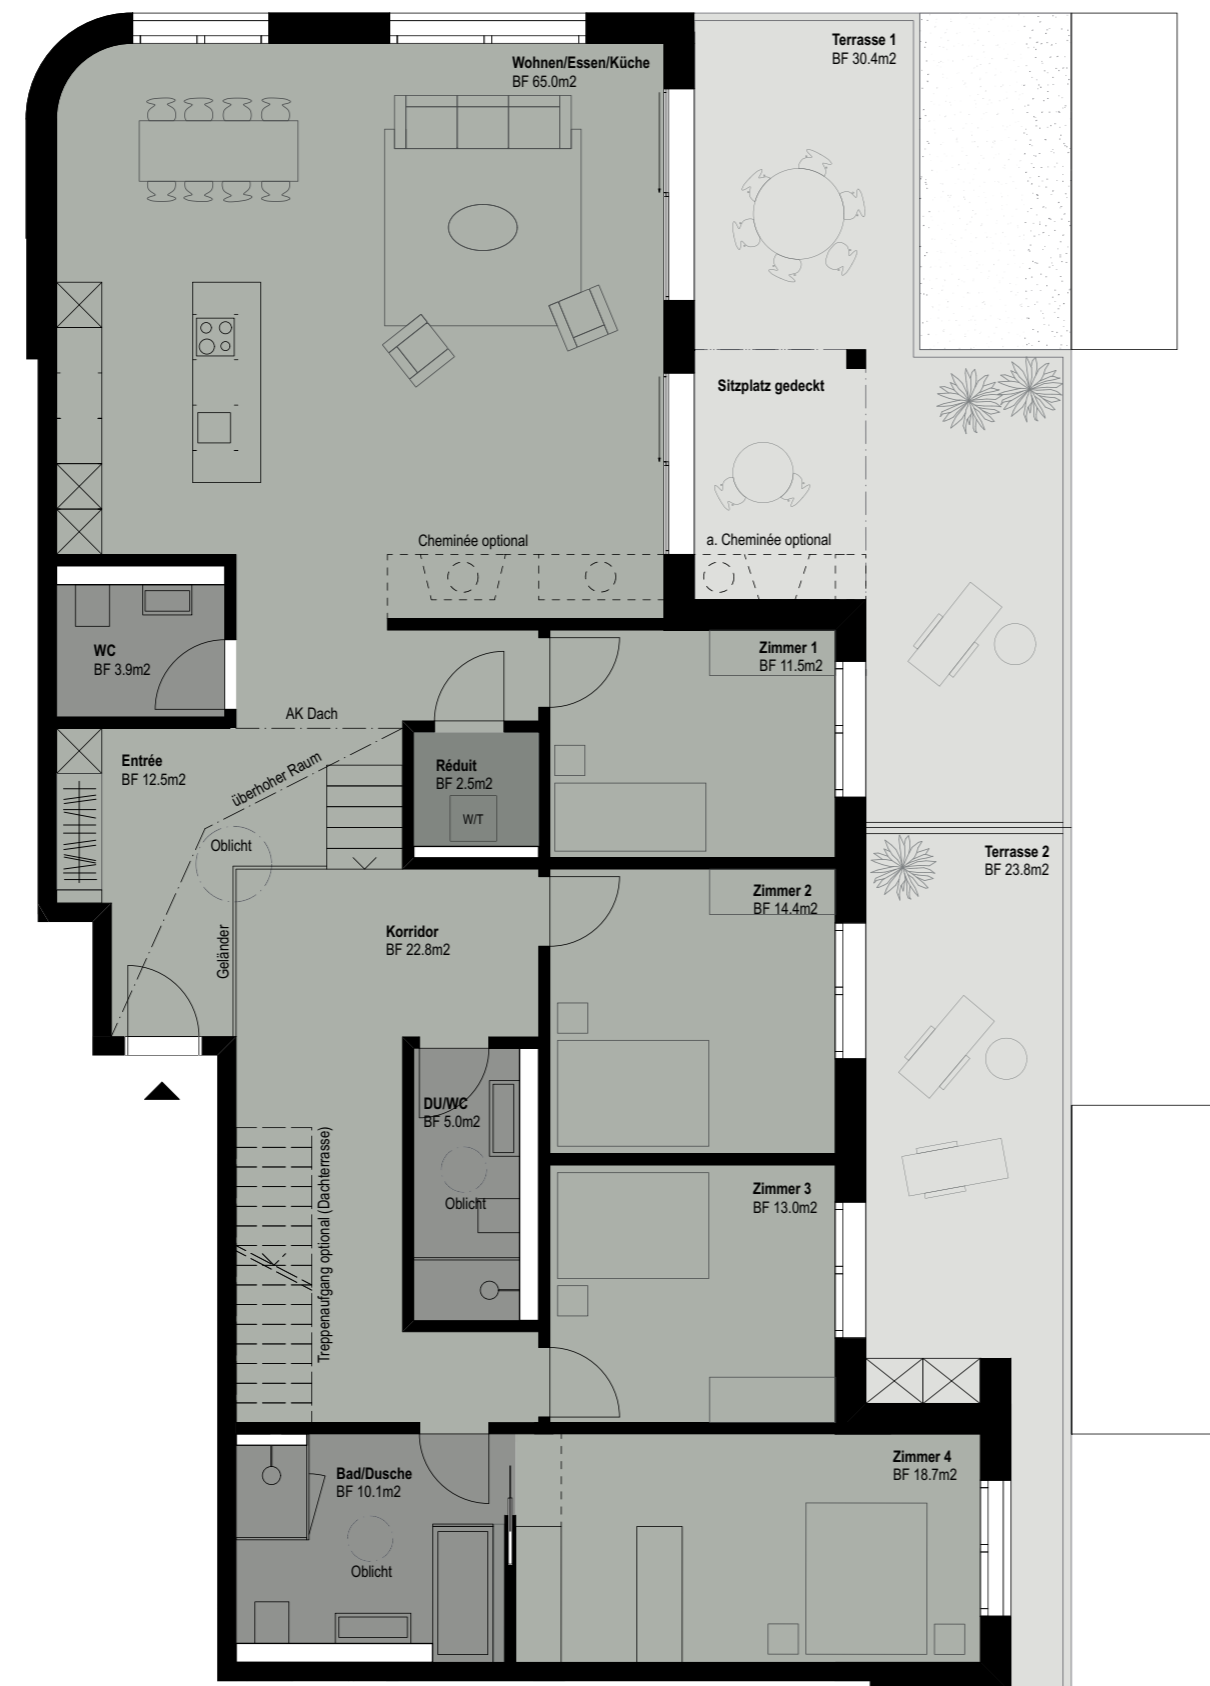 Terrasse 1
BF 30.4m2
Wohnen/Essen/Küche
BF 65.0m2
Sitzplatz gedeckt
Cheminée optional
a. Cheminée optional
WC
BF 3.9m2
Zimmer 1
BF 11.5m2
AK Dach
Entrée
BF 12.5m2
überhoher Raum
Réduit
BF 2.5m2
W/T
Oblicht
Terrasse 2
BF 23.8m2
Zimmer 2
BF 14.4m2
Korridor
BF 22.8m2
Geländer
DU/WC
BF 5.0m2
Oblicht
Treppenaufgang optional (Dachterrasse)
Zimmer 3
BF 13.0m2
Zimmer 4
BF 18.7m2
Bad/Dusche
BF 10.1m2
Oblicht